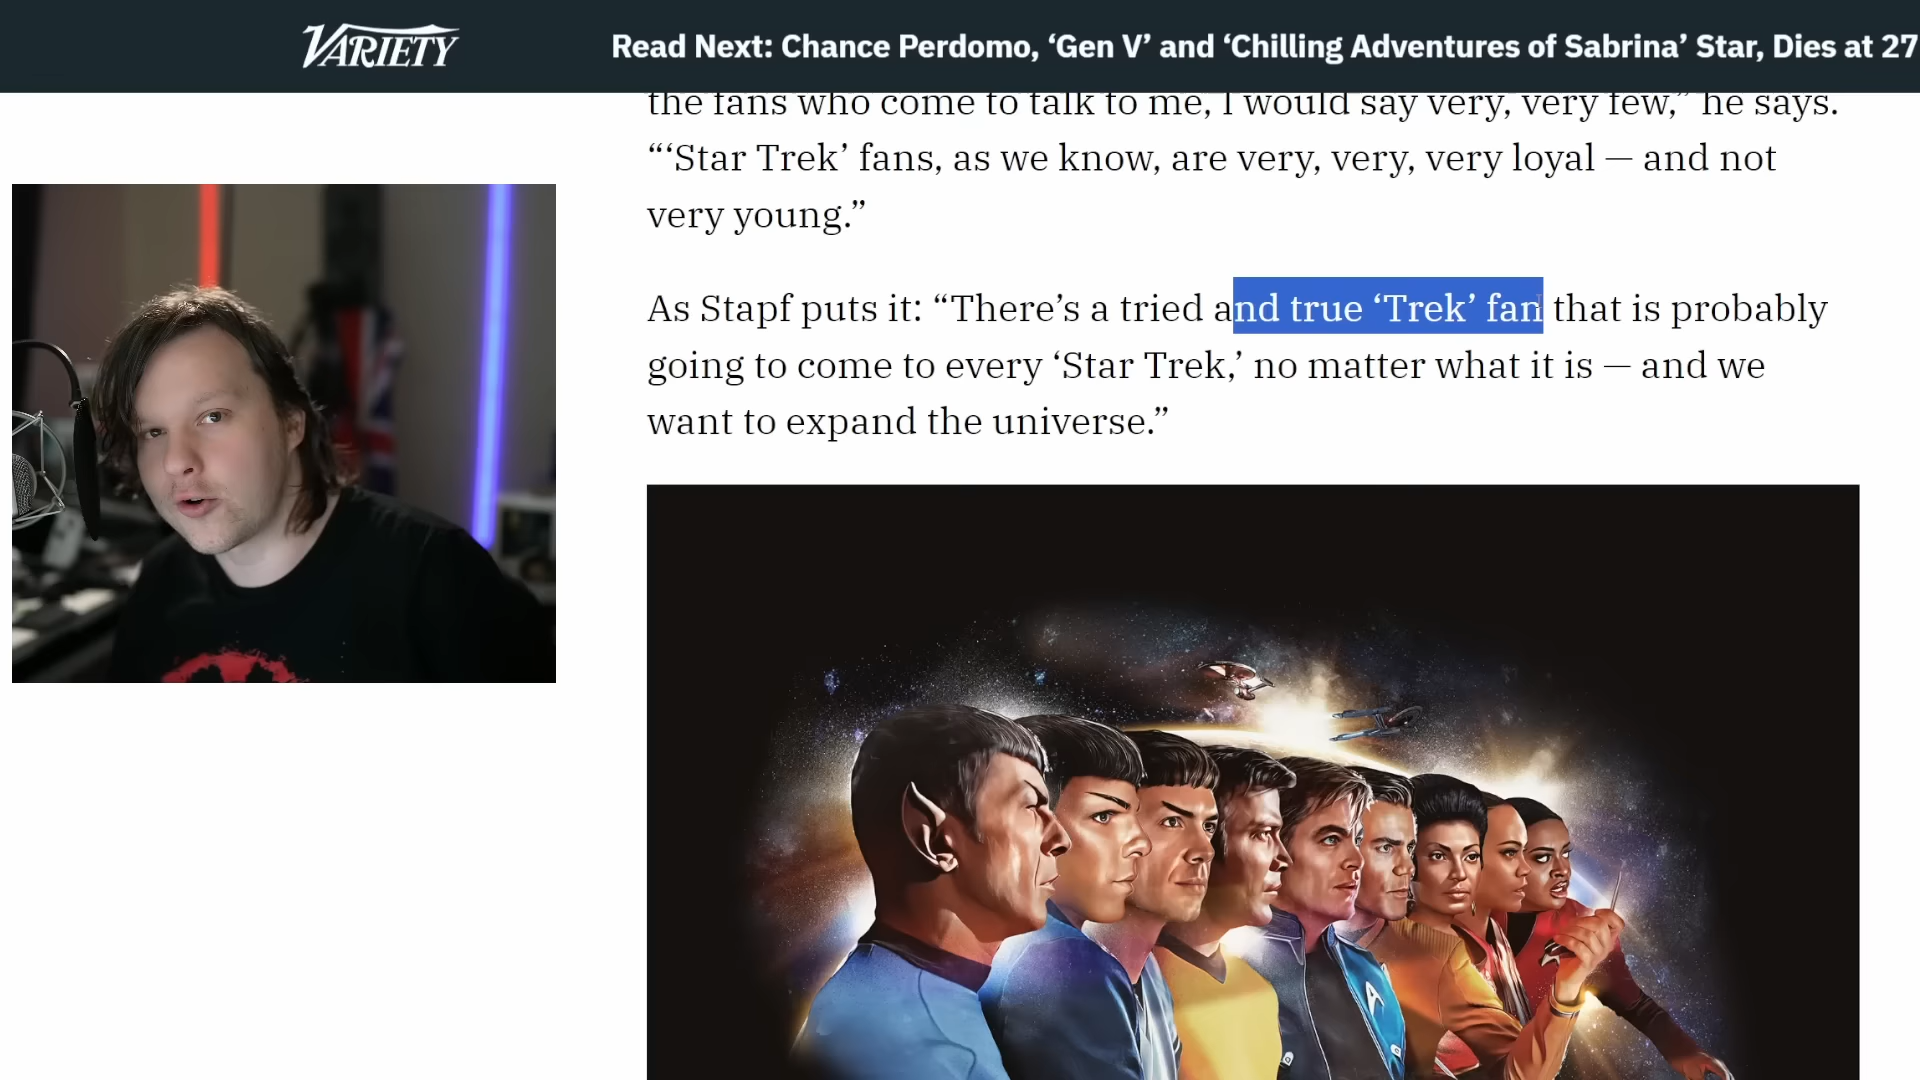 VARIETY
Read Next: Chance Perdomo, ‘Gen V’ and ‘Chilling Adventures of Sabrina’ Star, Dies at 27
the fans who come to talk to me, I would say very, very few,” he says.
“‘Star Trek’ fans, as we know, are very, very, very loyal — and not
very young.”
As Stapf puts it: “There’s a tried and true ‘Trek’ fan that is probably
going to come to every ‘Star Trek,’ no matter what it is — and we
want to expand the universe.”